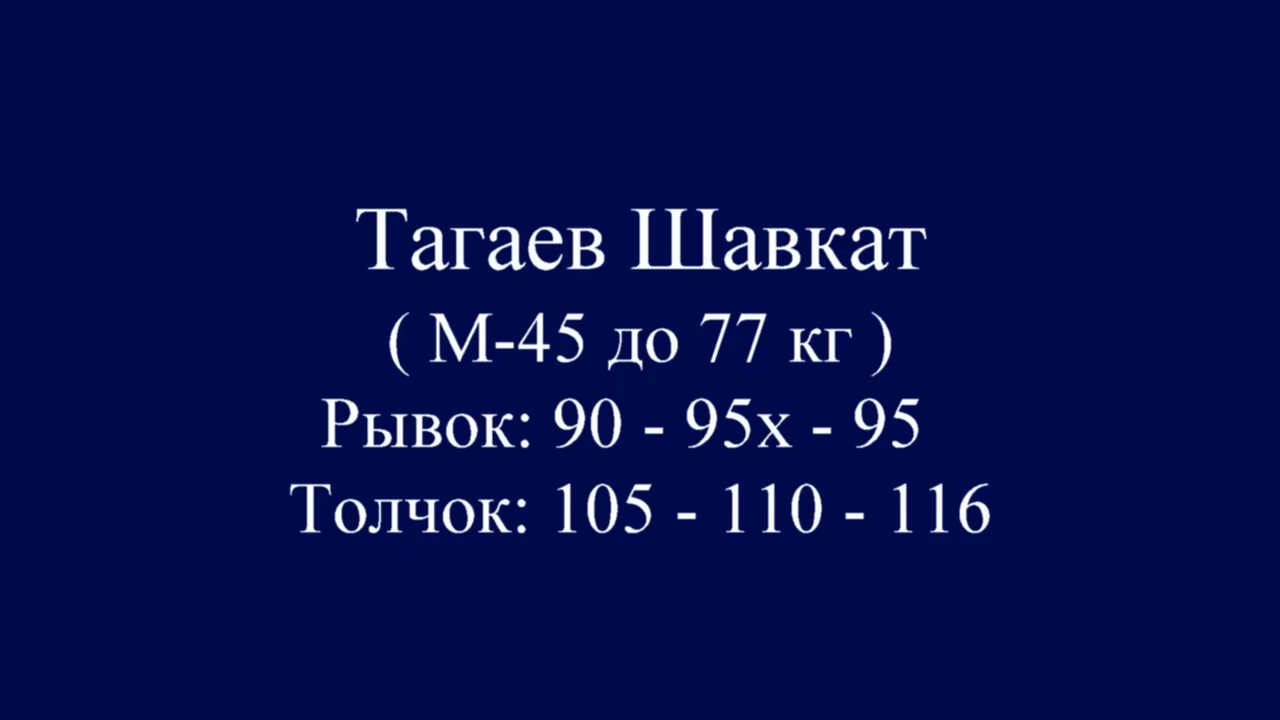 Тагаев Шавкат
( М-45 до 77 кг )
Рывок: 90 - 95х - 95
Толчок: 105 - 110 - 116